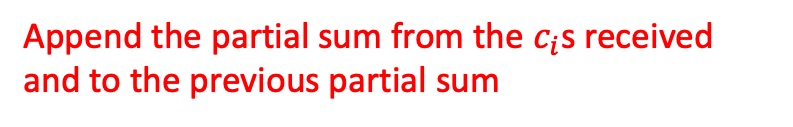 Append the partial sum from the cᵢs received
and to the previous partial sum